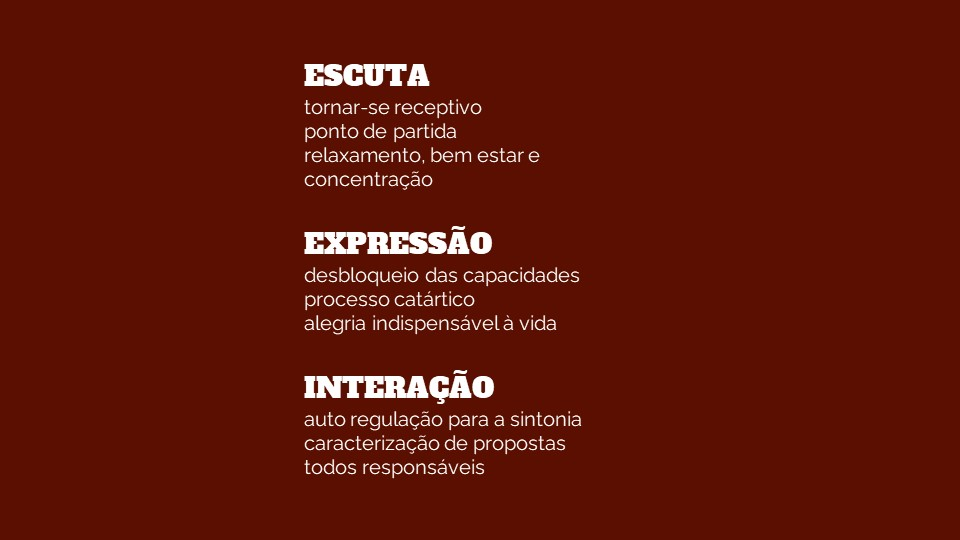 ESCUTA
tornar-se receptivo
ponto de partida
relaxamento, bem estar e
concentração
EXPRESSÃO
desbloqueio das capacidades
processo catártico
alegria indispensável à vida
INTERAÇÃO
auto regulação para a sintonia
caracterização de propostas
todos responsáveis